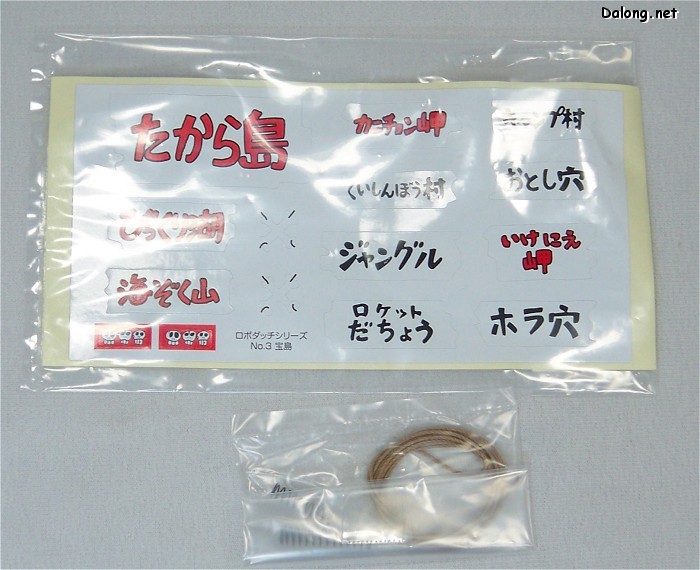 Dalong.net
たから島
カチョン岬
プ村
くいしんぼう村
おとし穴
ジャングル
いけにえ
岬
海ぞく山
ロケット
だちょう
ホラ穴
ロボダッチシリーズ
No.3 宝島